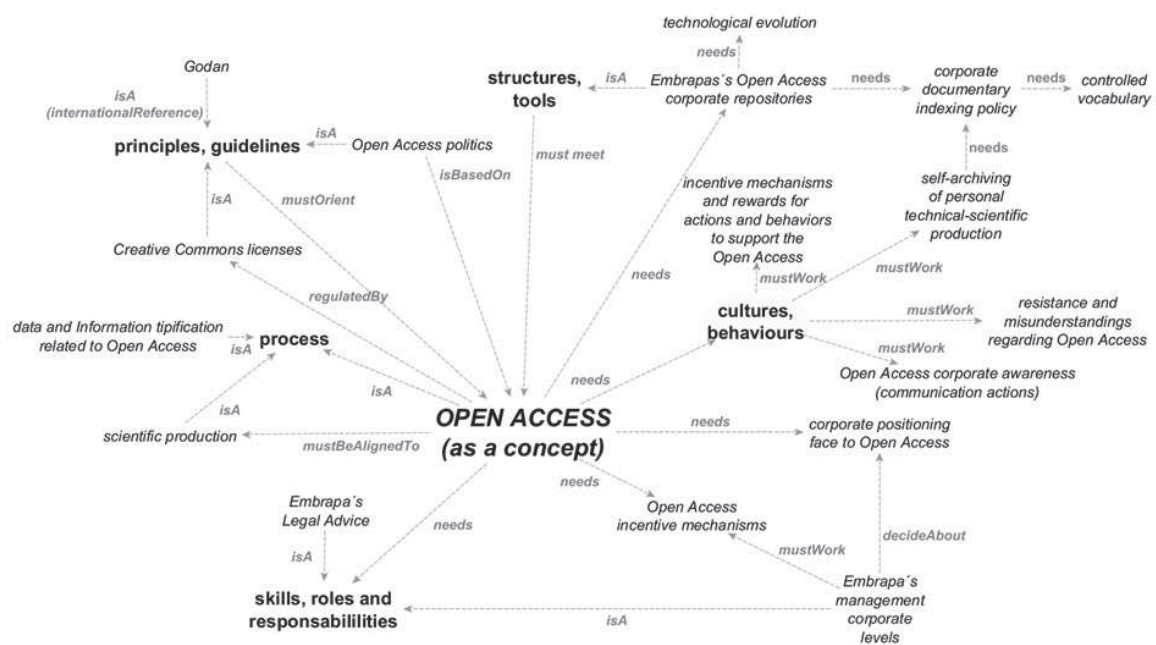 technological evolution
needs
Godan
isA
(internationalReference)
structures,
tools
isA
Embrapas´s Open Access
corporate repositories
needs
corporate
documentary
indexing policy
needs
controlled
vocabulary
principles, guidelines
isA
Open Access politics
must meet
needs
isBasedOn
incentive mechanisms
and rewards for
actions and behaviors
to support the
Open Access
self-archiving
of personal
technical-scientific
production
isA
mustOrient
Creative Commons licenses
needs
mustWork
mustWork
regulatedBy
cultures,
behaviours
mustWork
resistance and
misunderstandings
regarding Open Access
data and Information tipification
related to Open Access
isA
process
mustWork
Open Access corporate awareness
(communication actions)
isA
needs
isA
OPEN ACCESS
(as a concept)
needs
corporate positioning
face to Open Access
scientific production
mustBeAlignedTo
needs
Embrapa´s
Legal Advice
needs
Open Access
incentive mechanisms
decideAbout
isA
mustWork
skills, roles and
responsabililities
isA
Embrapa´s
management
corporate
levels